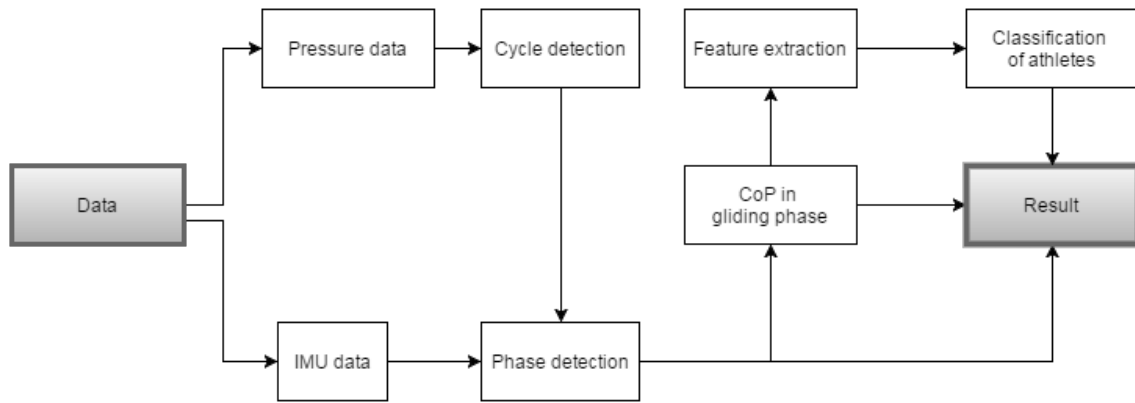 Pressure data
Cycle detection
Feature extraction
Classification
of athletes
Data
CoP in
gliding phase
Result
IMU data
Phase detection